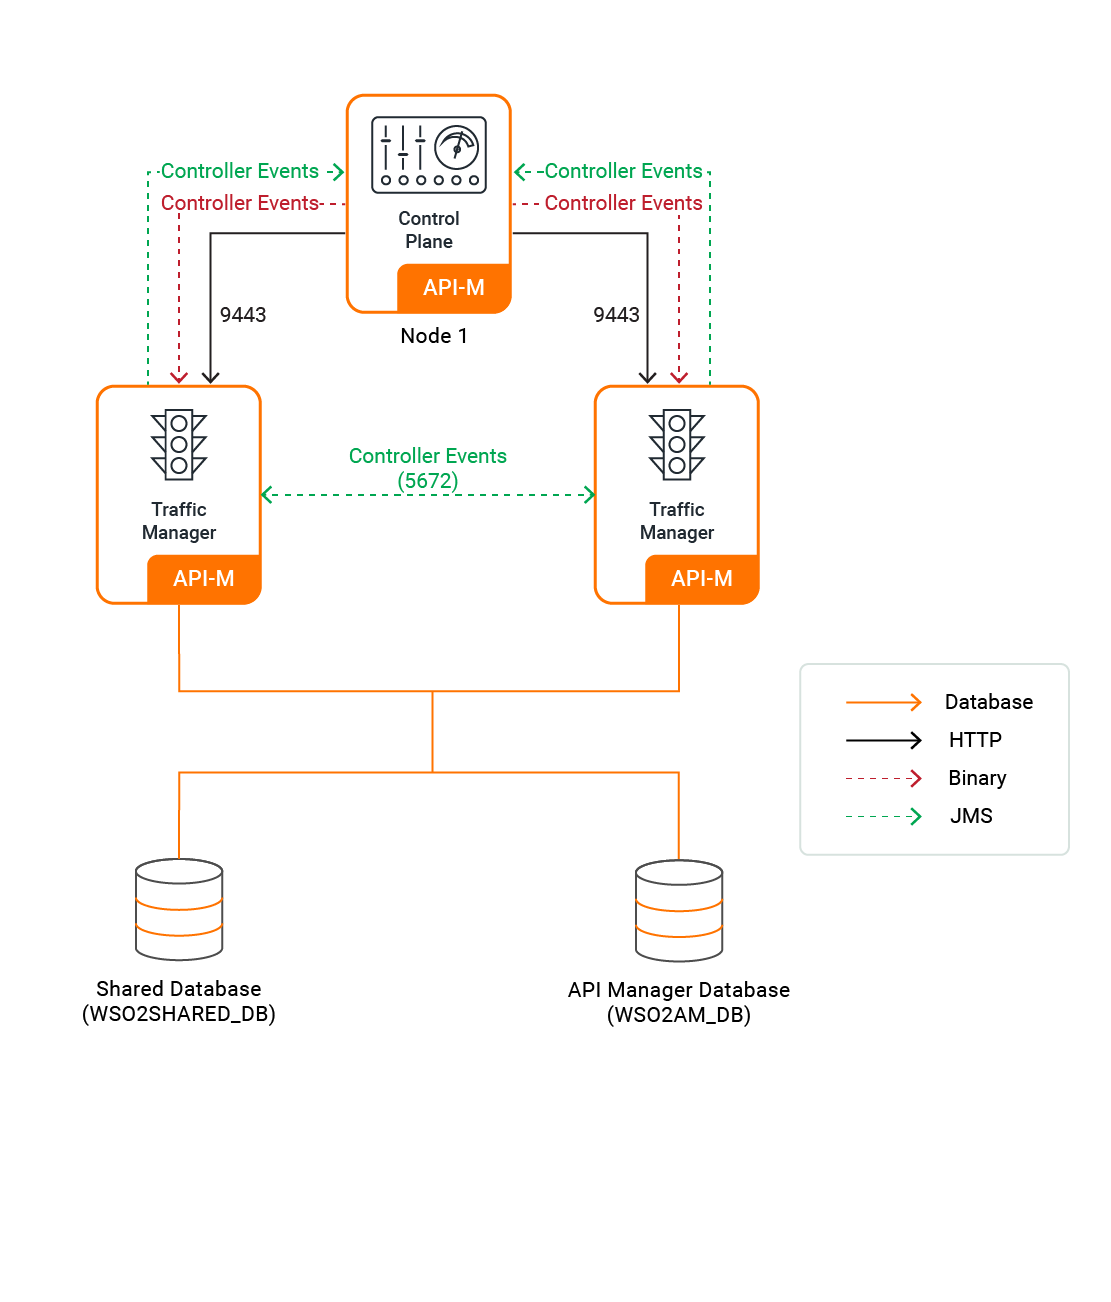 Controller Events
Controller Events
Controller Events
Controller Events
Control
Plane
API-M
Node 1
9443
9443
Traffic
Manager
API-M
Controller Events
(5672)
Traffic
Manager
API-M
Database
HTTP
Binary
JMS
Shared Database
(WSO2SHARED_DB)
API Manager Database
(WSO2AM_DB)